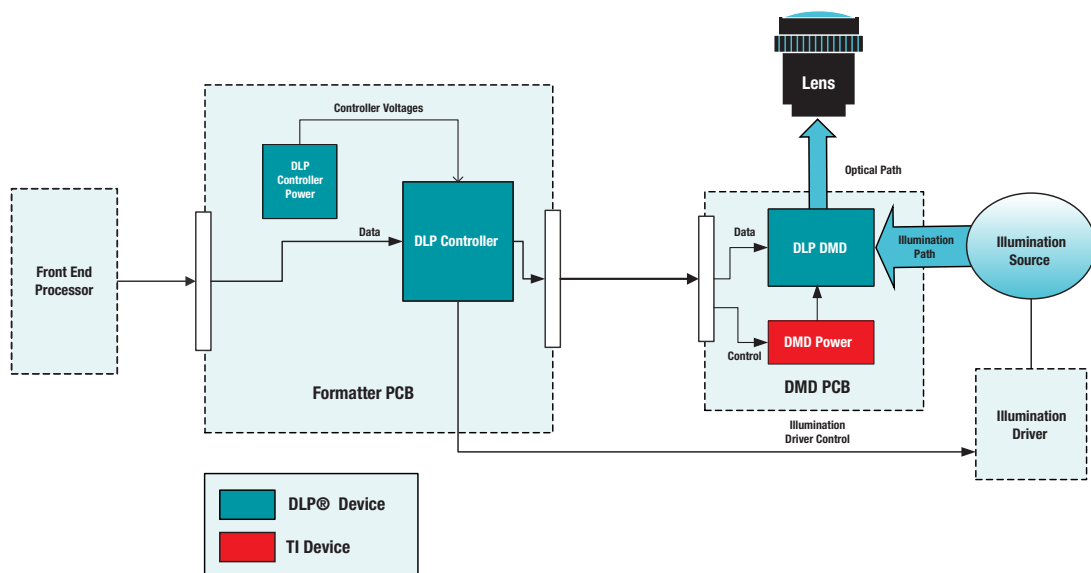 Lens
Controller Voltages
DLP
Controller
Power
Optical Path
DLP Controller
Data
Data
DLP DMD
Illumination
Path
Illumination
Source
Front End
Processor
DMD Power
Control
Formatter PCB
DMD PCB
Illumination
Driver Control
Illumination
Driver
DLP® Device
TI Device